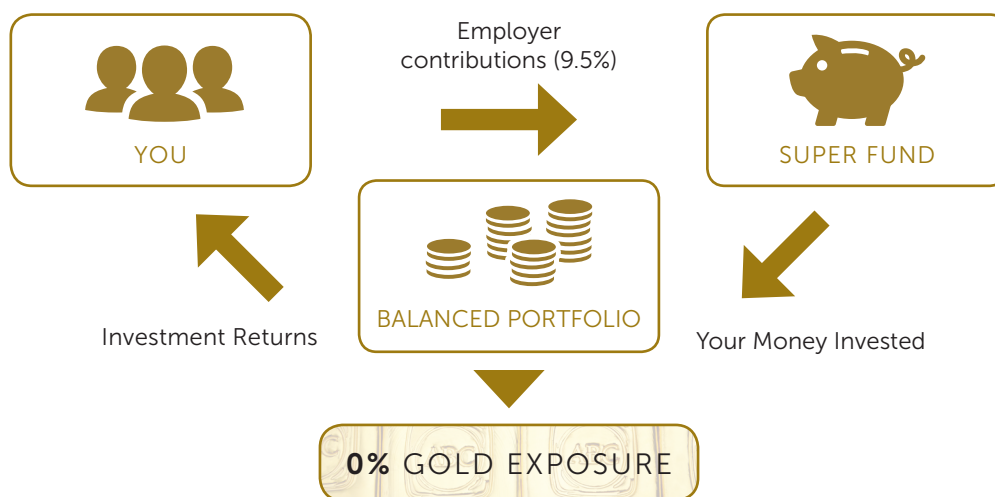 Employer
contributions (9.5%)
YOU
SUPER FUND
BALANCED PORTFOLIO
Investment Returns
Your Money Invested
0% GOLD EXPOSURE